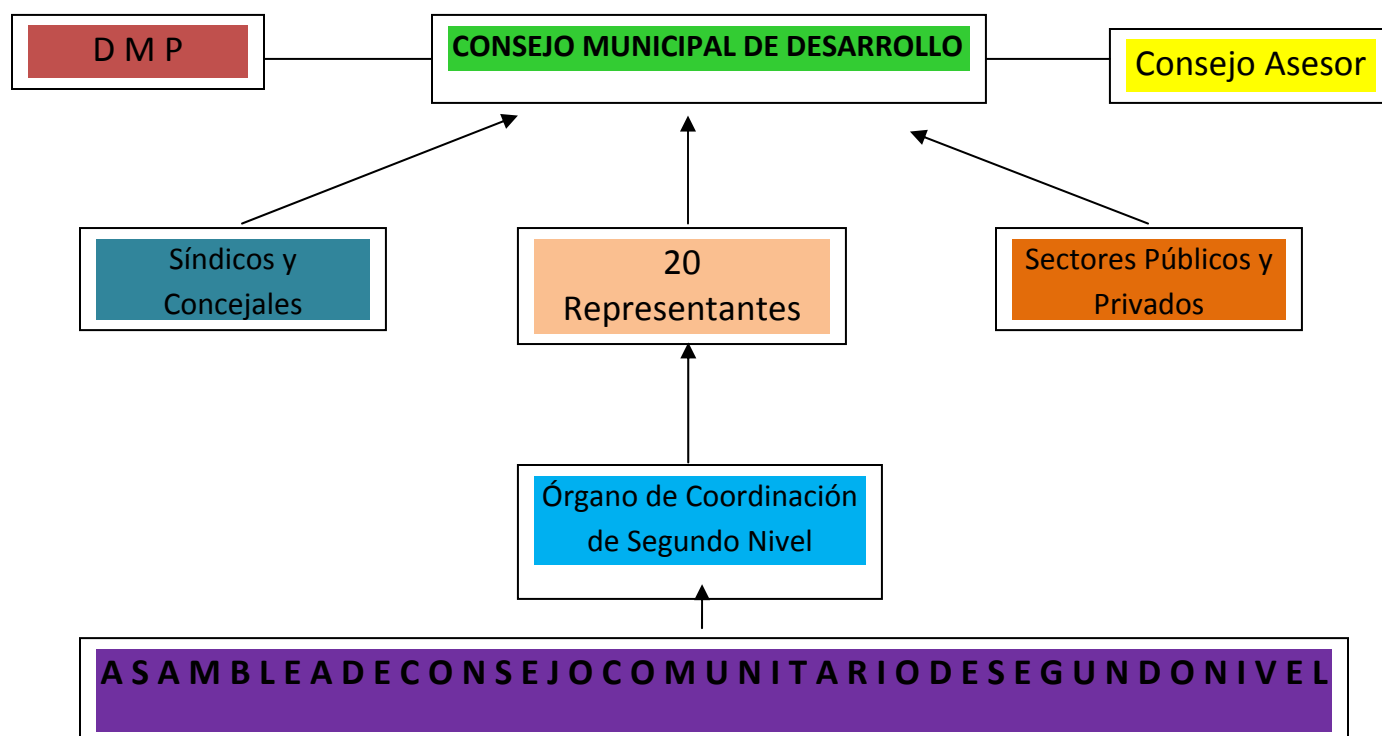 D M P
CONSEJO MUNICIPAL DE DESARROLLO
Consejo Asesor
Síndicos y
Concejales
20
Representantes
Sectores Públicos y
Privados
Órgano de Coordinación
de Segundo Nivel
A S A M B L E A D E C O N S E J O C O M U N I T A R I O D E S E G U N D O N I V E L